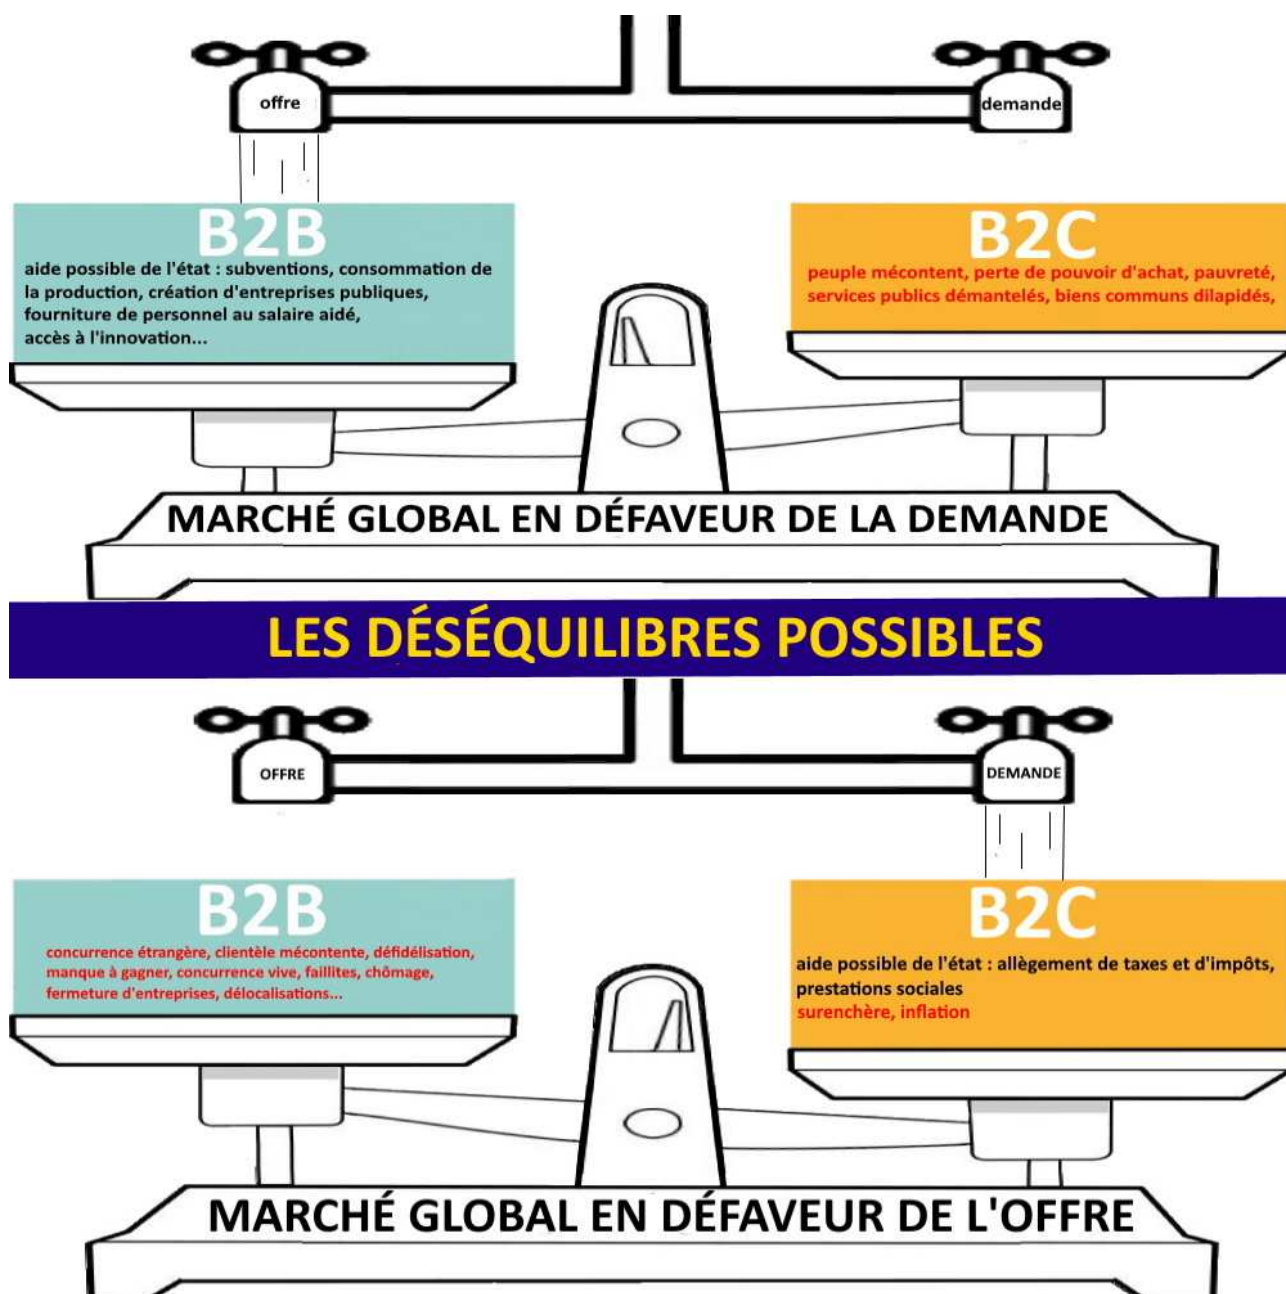 offre
demande
B2B
aide possible de l'état : subventions, consommation de
la production, création d'entreprises publiques,
fourniture de personnel au salaire aidé,
accès à l'innovation...
B2C
peuple mécontent, perte de pouvoir d'achat, pauvreté,
services publics démantelés, biens communs dilapidés,
MARCHÉ GLOBAL EN DÉFAVEUR DE LA DEMANDE
LES DÉSÉQUILIBRES POSSIBLES
OFFRE
DEMANDE
B2B
concurrence étrangère, clientèle mécontente, défidélisation,
manque à gagner, concurrence vive, faillites, chômage,
fermeture d'entreprises, délocalisations...
B2C
aide possible de l'état : allègement de taxes et d'impôts,
prestations sociales
surenchère, inflation
MARCHÉ GLOBAL EN DÉFAVEUR DE L'OFFRE